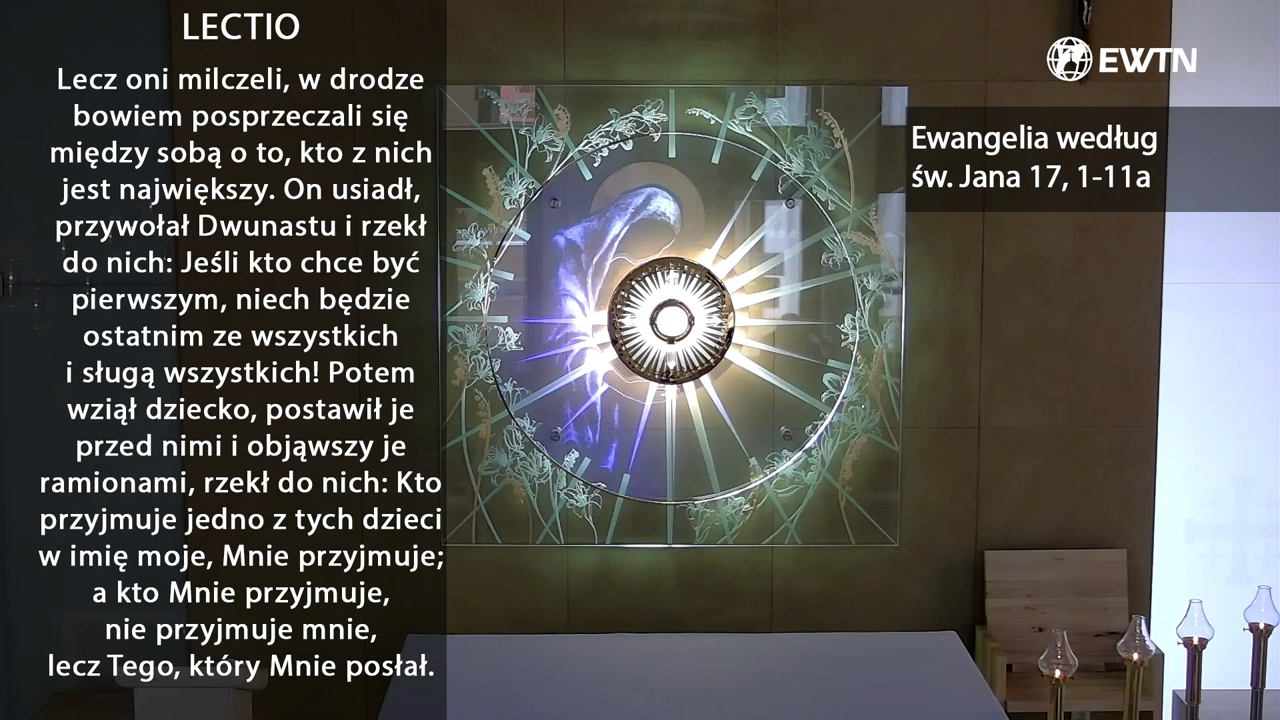 LECTIO
Lecz oni milczeli, w drodze
bowiem posprzeczali się
między sobą o to, kto z nich
jest największy. On usiadł,
przywołał Dwunastu i rzekł
do nich: Jeśli kto chce być
pierwszym, niech będzie
ostatnim ze wszystkich
i sługą wszystkich! Potem
wziął dziecko, postawił je
przed nimi i objąwszy je
ramionami, rzekł do nich: Kto
przyjmuje jedno z tych dzieci
w imię moje, Mnie przyjmuje;
a kto Mnie przyjmuje,
nie przyjmuje mnie,
lecz Tego, który Mnie posłał.
EWTN
Ewangelia według
św. Jana 17, 1-11a